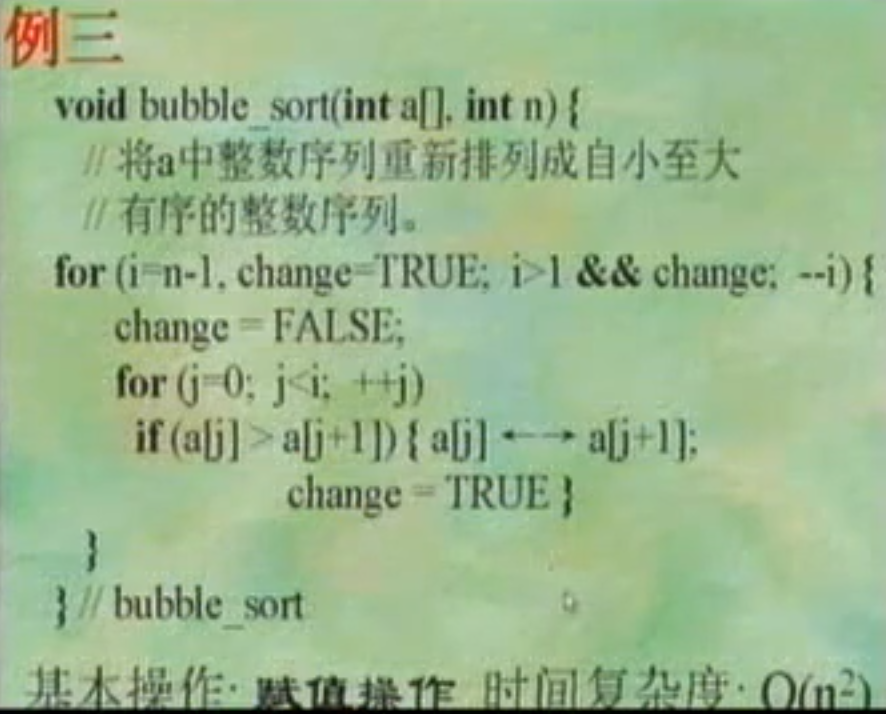 例三
void bubble_sort(int a[], int n) {
// 将a中整数序列重新排列成自小至大
// 有序的整数序列。
for (i=n-1, change=TRUE; i>1 && change; --i) {
change = FALSE;
for (j=0; j<i; ++j)
if (a[j] > a[j+1]) { a[j] ←→ a[j+1];
change = TRUE }
}
} // bubble_sort
基本操作: 赋值操作 时间复杂度: O(n²)